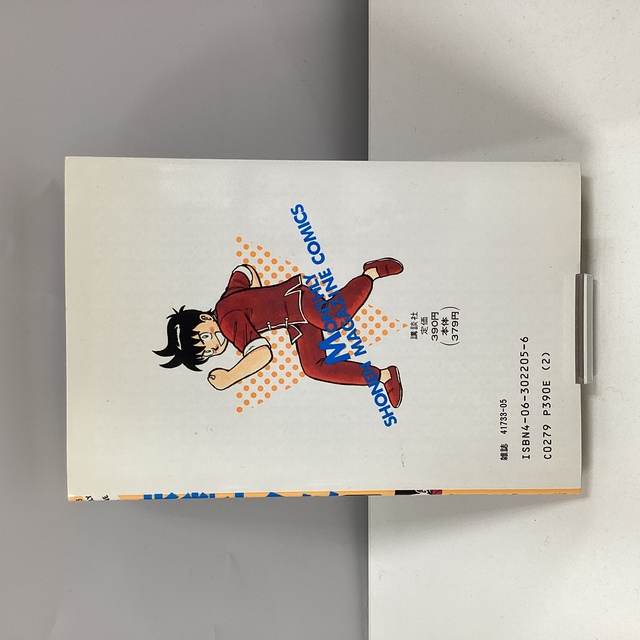 MONTHLY
SHONEN MAGAZINE COMICS
講談社
定価
390円
本体
(379円)
雑誌 41733-05
ISBN4-06-302205-6
C0279 P390E (2)